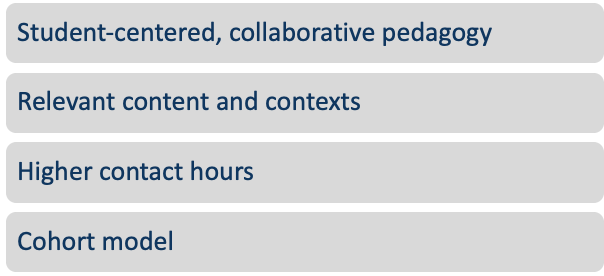 Student-centered, collaborative pedagogy
Relevant content and contexts
Higher contact hours
Cohort model